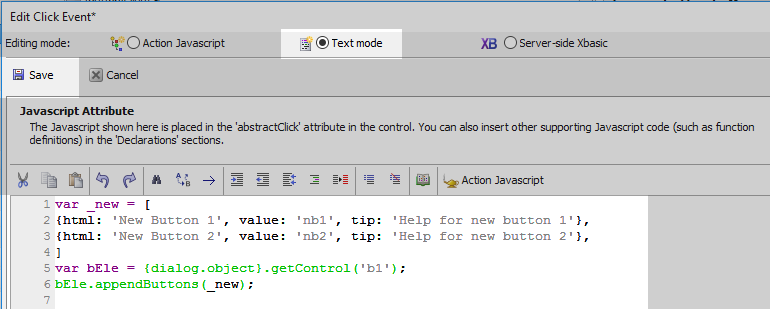 Edit Click Event*
Editing mode: Action Javascript Text mode XB Server-side Xbasic
Save Cancel
Javascript Attribute
The Javascript shown here is placed in the 'abstractClick' attribute in the control. You can also insert other supporting Javascript code (such as function
definitions) in the 'Declarations' sections.
Action Javascript
1 var _new = [
2 {html: 'New Button 1', value: 'nb1', tip: 'Help for new button 1'},
3 {html: 'New Button 2', value: 'nb2', tip: 'Help for new button 2'},
4 ]
5 var bEle = {dialog.object}.getControl('b1');
6 bEle.appendButtons(_new);
7